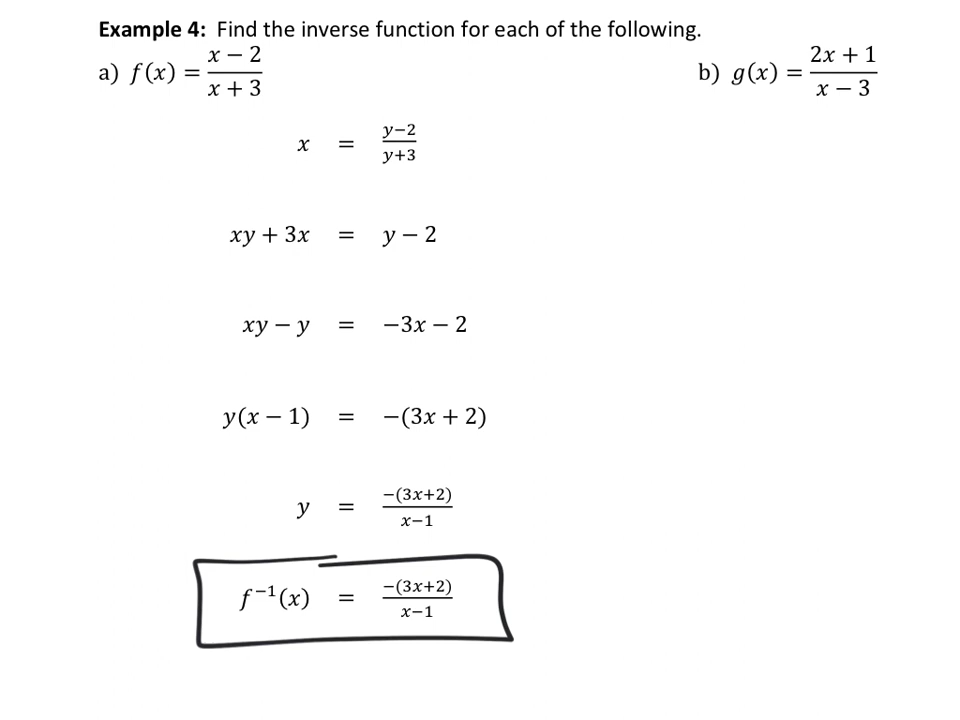 Example 4: Find the inverse function for each of the following.
a) f(x) = (x − 2)/(x + 3)
b) g(x) = (2x + 1)/(x − 3)
x = (y−2)/(y+3)
xy + 3x = y − 2
xy − y = −3x − 2
y(x − 1) = −(3x + 2)
y = −(3x+2)/(x−1)
f⁻¹(x) = −(3x+2)/(x−1)